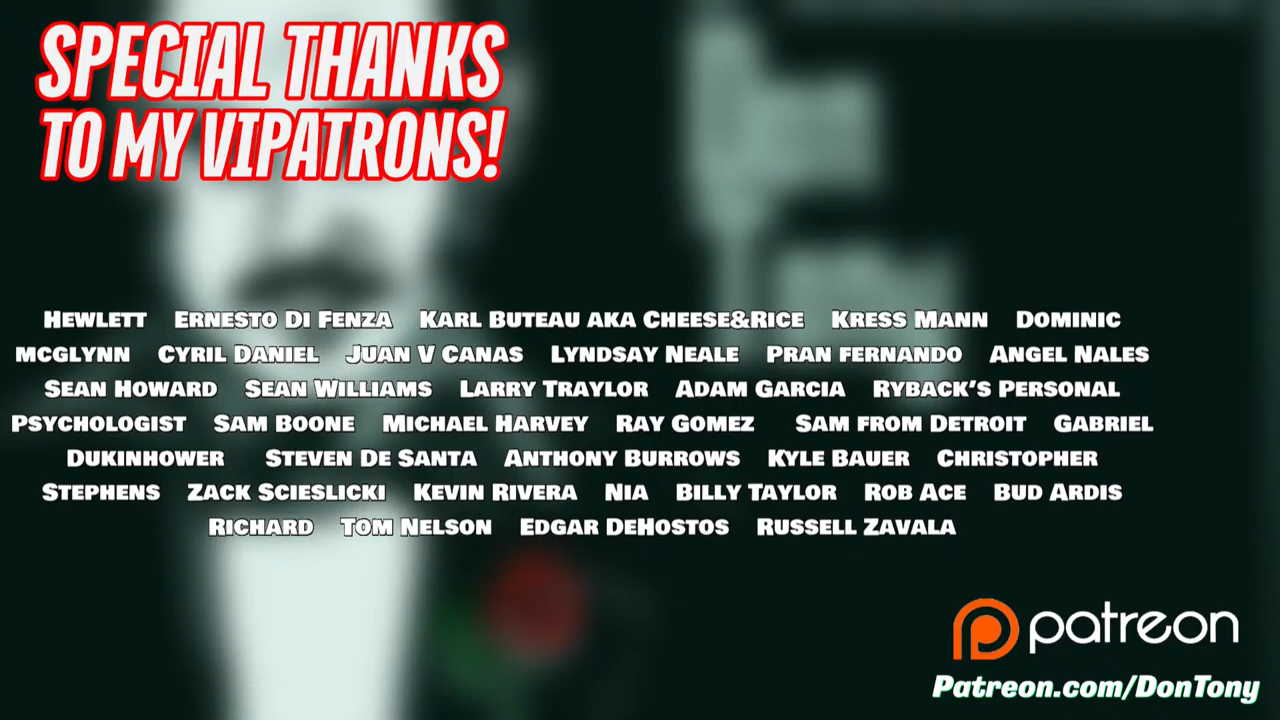 SPECIAL THANKS
TO MY VIPATRONS!
HEWLETT ERNESTO DI FENZA KARL BUTEAU AKA CHEESE&RICE KRESS MANN DOMINIC
MCGLYNN CYRIL DANIEL JUAN V CANAS LYNDSAY NEALE PRAN FERNANDO ANGEL NALES
SEAN HOWARD SEAN WILLIAMS LARRY TRAYLOR ADAM GARCIA RYBACK'S PERSONAL
PSYCHOLOGIST SAM BOONE MICHAEL HARVEY RAY GOMEZ SAM FROM DETROIT GABRIEL
DUKINHOWER STEVEN DE SANTA ANTHONY BURROWS KYLE BAUER CHRISTOPHER
STEPHENS ZACK SCIESLICKI KEVIN RIVERA NIA BILLY TAYLOR ROB ACE BUD ARDIS
RICHARD TOM NELSON EDGAR DEHOSTOS RUSSELL ZAVALA
patreon
Patreon.com/DonTony